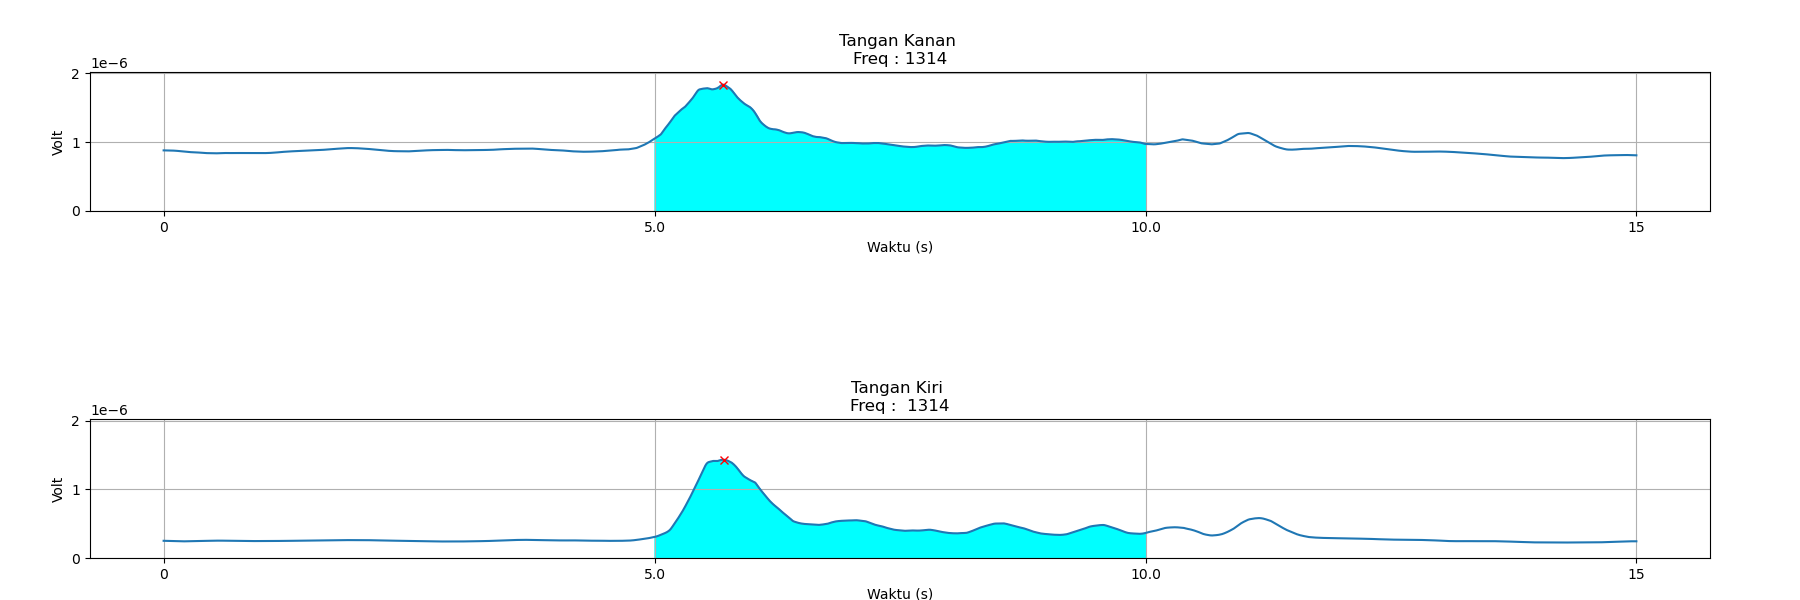 Tangan Kanan
Freq : 1314
1e−6
2
1
0
Volt
0 5.0 10.0 15
Waktu (s)
Tangan Kiri
Freq :  1314
1e−6
2
1
0
Volt
0 5.0 10.0 15
Waktu (s)